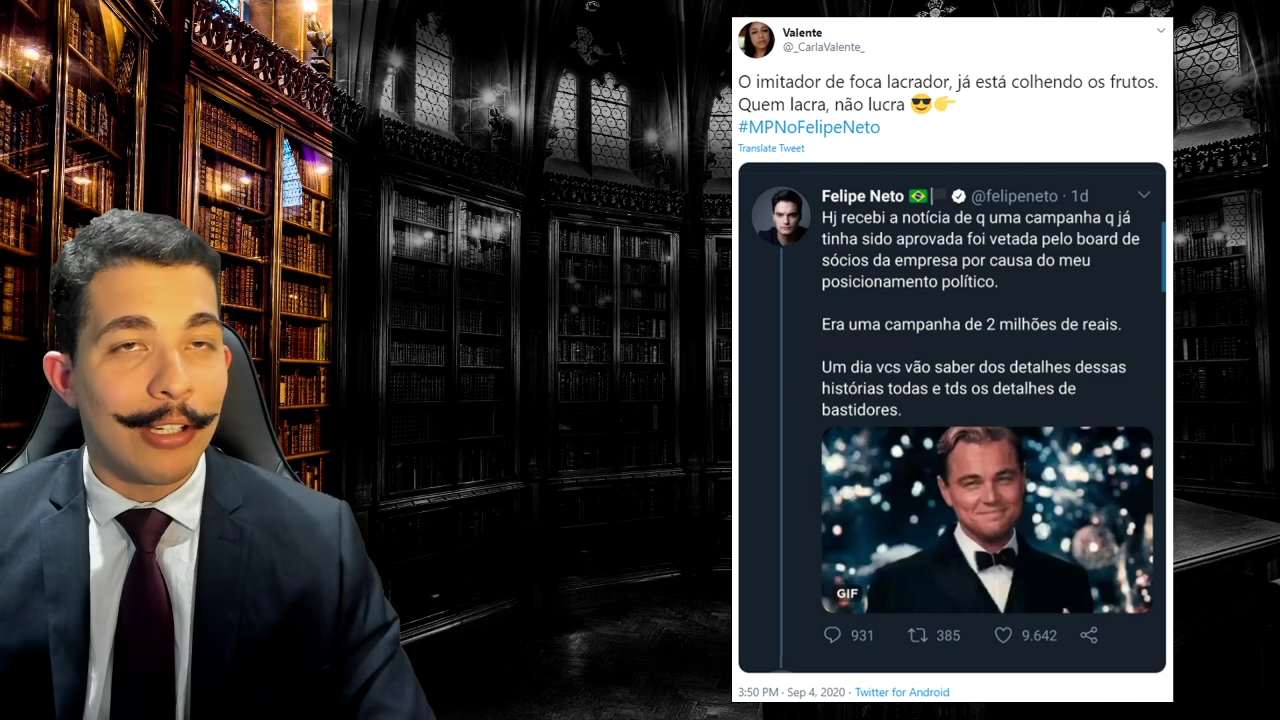 Valente
@_CarlaValente_
O imitador de foca lacrador, já está colhendo os frutos.
Quem lacra, não lucra 😎👉
#MPNoFelipeNeto
Translate Tweet
Felipe Neto 🇧🇷🏴 @felipeneto · 1d
Hj recebi a notícia de q uma campanha q já
tinha sido aprovada foi vetada pelo board de
sócios da empresa por causa do meu
posicionamento político.
Era uma campanha de 2 milhões de reais.
Um dia vcs vão saber dos detalhes dessas
histórias todas e tds os detalhes de
bastidores.
GIF
931 385 9.642
3:50 PM · Sep 4, 2020 · Twitter for Android